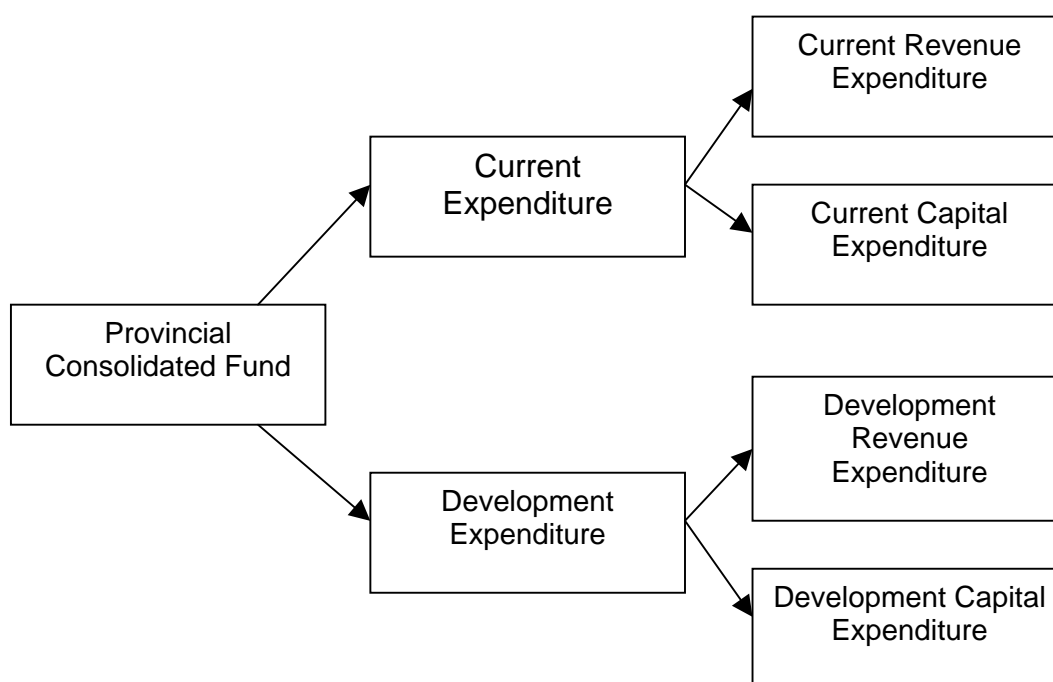 Current Revenue
Expenditure
Current
Expenditure
Current Capital
Expenditure
Provincial
Consolidated Fund
Development
Revenue
Expenditure
Development
Expenditure
Development Capital
Expenditure